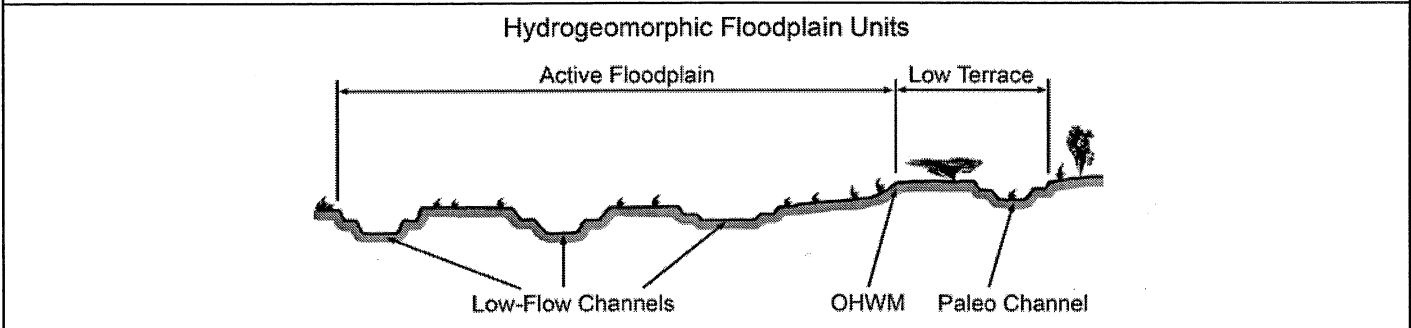 Hydrogeomorphic Floodplain Units
Active Floodplain
Low Terrace
Low-Flow Channels
OHWM
Paleo Channel